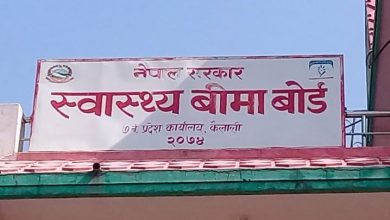 नेपाल सरकार
स्वास्थ्य बीमा बोर्ड
७ नं. प्रदेश कार्यालय, कैलाली
२०७४